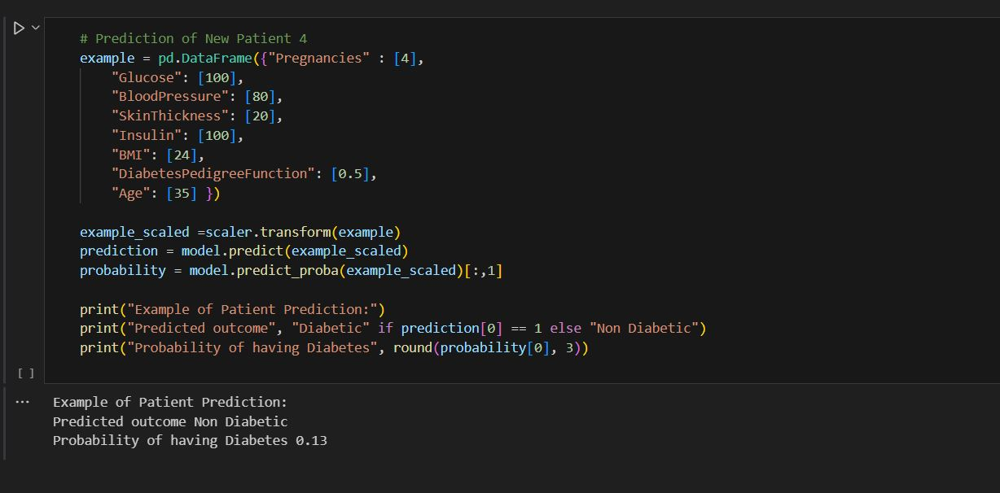 # Prediction of New Patient 4
example = pd.DataFrame({"Pregnancies" : [4],
    "Glucose": [100],
    "BloodPressure": [80],
    "SkinThickness": [20],
    "Insulin": [100],
    "BMI": [24],
    "DiabetesPedigreeFunction": [0.5],
    "Age": [35] })
example_scaled =scaler.transform(example)
prediction = model.predict(example_scaled)
probability = model.predict_proba(example_scaled)[:,1]
print("Example of Patient Prediction:")
print("Predicted outcome", "Diabetic" if prediction[0] == 1 else "Non Diabetic")
print("Probability of having Diabetes", round(probability[0], 3))
[ ]
...
Example of Patient Prediction:
Predicted outcome Non Diabetic
Probability of having Diabetes 0.13